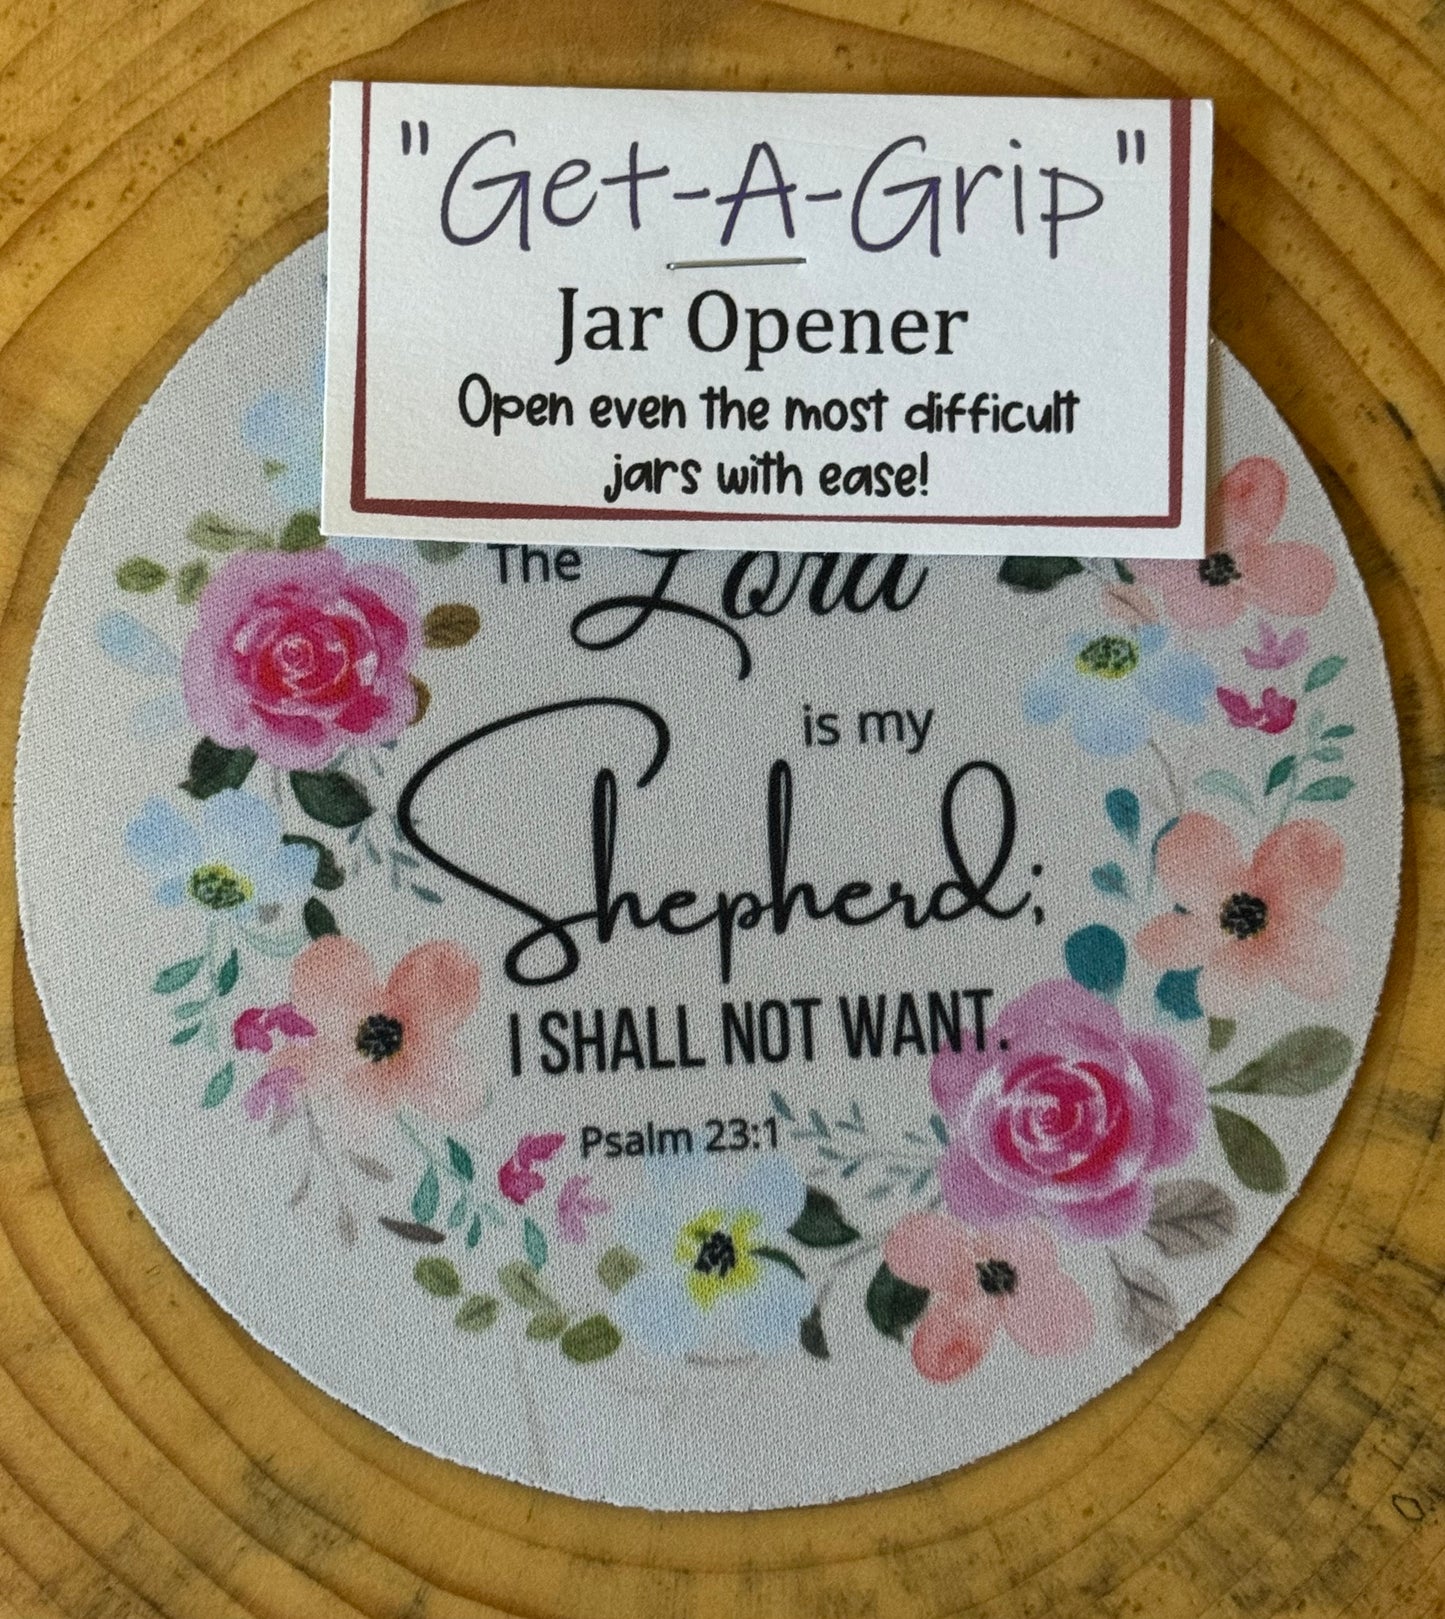 "Get-A-Grip"
Jar Opener
Open even the most difficult
jars with ease!
The Lord
is my
Shepherd;
I SHALL NOT WANT.
Psalm 23:1